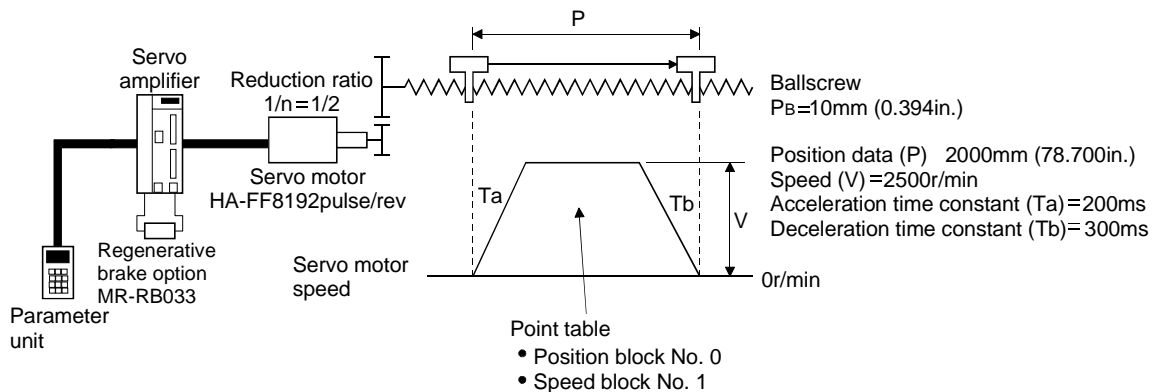 P
Servo
amplifier
Reduction ratio
1/n=1/2
Ballscrew
PB=10mm (0.394in.)
Servo motor
HA-FF8192pulse/rev
Position data (P) 2000mm (78.700in.)
Speed (V) =2500r/min
Acceleration time constant (Ta)=200ms
Deceleration time constant (Tb)=300ms
Ta
Tb
V
Regenerative
brake option
MR-RB033
Servo motor
speed
0r/min
Parameter
unit
Point table
• Position block No. 0
• Speed block No. 1